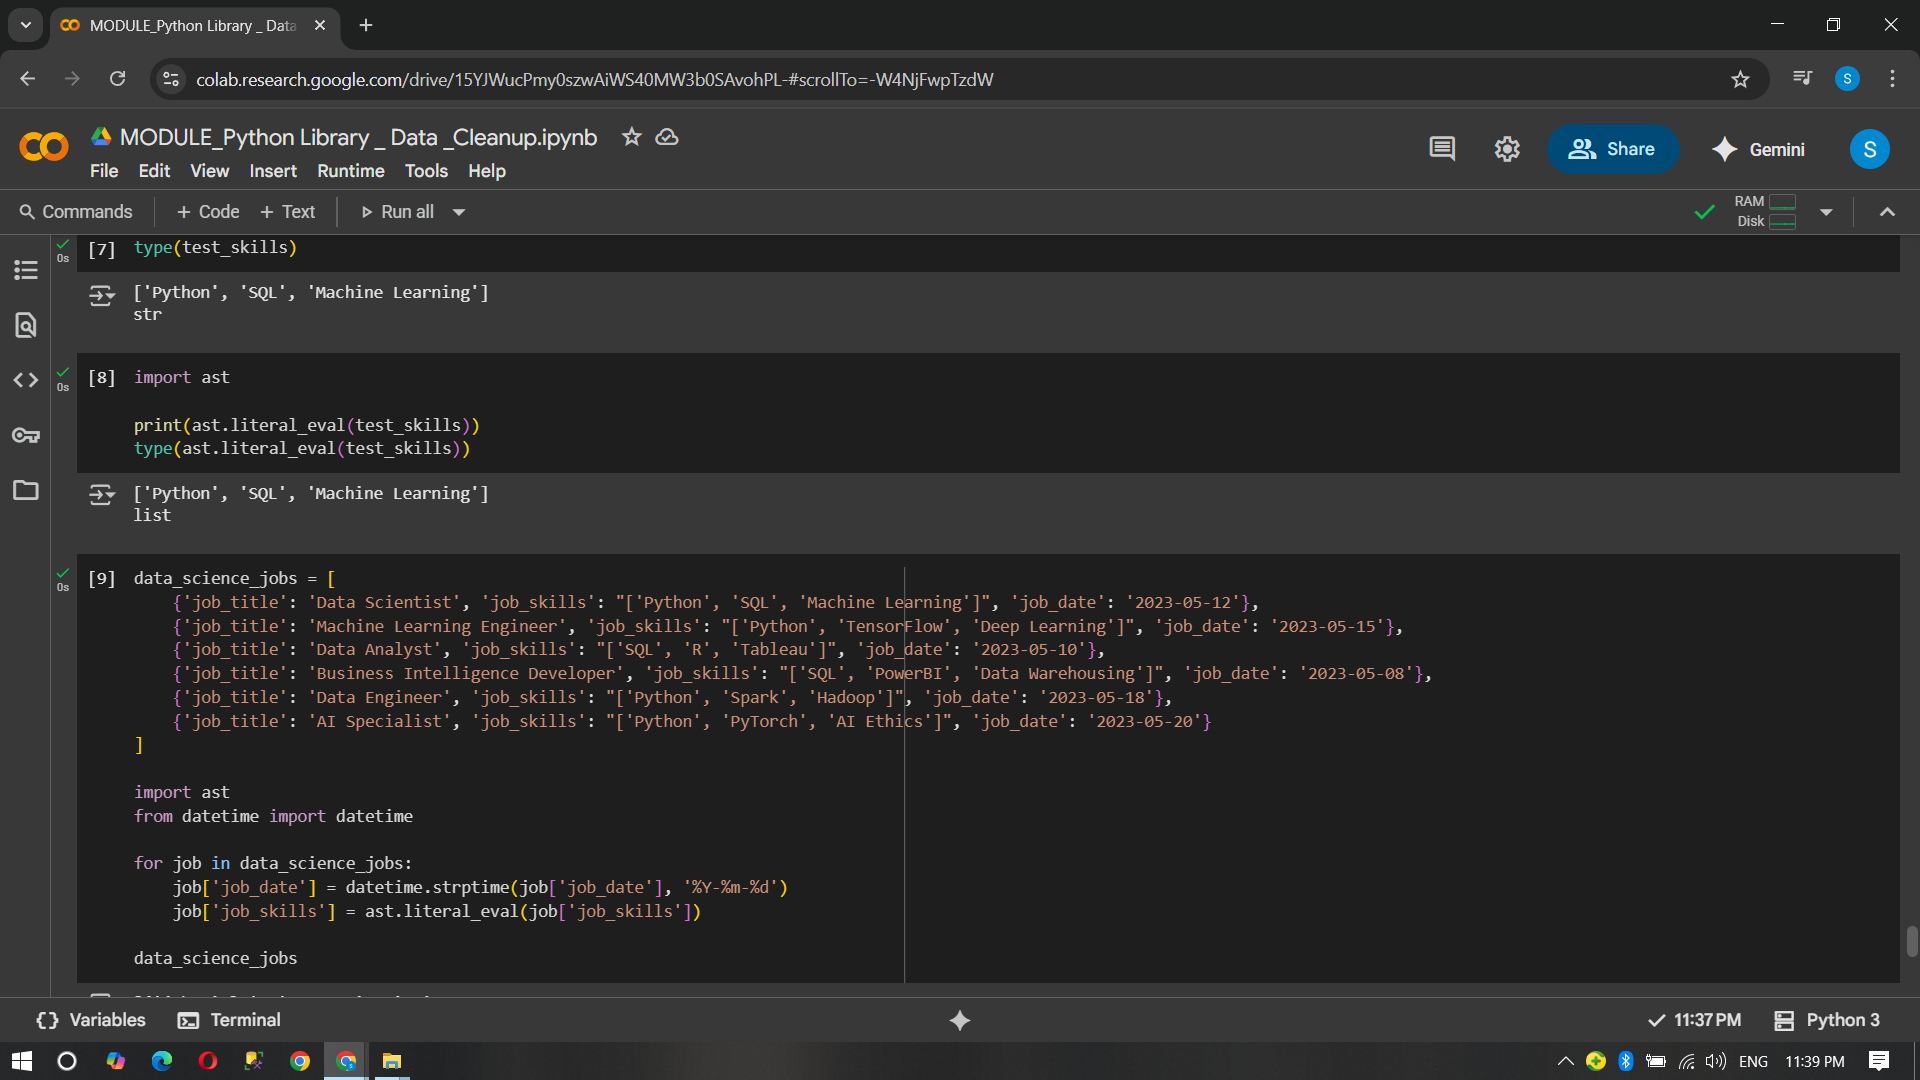 MODULE_Python Library _ Data
colab.research.google.com/drive/15YJWucPmy0szwAiWS40MW3b0SAvohPL-#scrollTo=-W4NjFwpTzdW
S
MODULE_Python Library _ Data _Cleanup.ipynb
File Edit View Insert Runtime Tools Help
Share
Gemini
S
Commands + Code + Text Run all
RAM
Disk
0s
[7] type(test_skills)
['Python', 'SQL', 'Machine Learning']
str
0s
[8] import ast
print(ast.literal_eval(test_skills))
type(ast.literal_eval(test_skills))
['Python', 'SQL', 'Machine Learning']
list
0s
[9] data_science_jobs = [
{'job_title': 'Data Scientist', 'job_skills': "['Python', 'SQL', 'Machine Learning']", 'job_date': '2023-05-12'},
{'job_title': 'Machine Learning Engineer', 'job_skills': "['Python', 'TensorFlow', 'Deep Learning']", 'job_date': '2023-05-15'},
{'job_title': 'Data Analyst', 'job_skills': "['SQL', 'R', 'Tableau']", 'job_date': '2023-05-10'},
{'job_title': 'Business Intelligence Developer', 'job_skills': "['SQL', 'PowerBI', 'Data Warehousing']", 'job_date': '2023-05-08'},
{'job_title': 'Data Engineer', 'job_skills': "['Python', 'Spark', 'Hadoop']", 'job_date': '2023-05-18'},
{'job_title': 'AI Specialist', 'job_skills': "['Python', 'PyTorch', 'AI Ethics']", 'job_date': '2023-05-20'}
]
import ast
from datetime import datetime
for job in data_science_jobs:
job['job_date'] = datetime.strptime(job['job_date'], '%Y-%m-%d')
job['job_skills'] = ast.literal_eval(job['job_skills'])
data_science_jobs
Variables Terminal
11:37 PM Python 3
ENG 11:39 PM